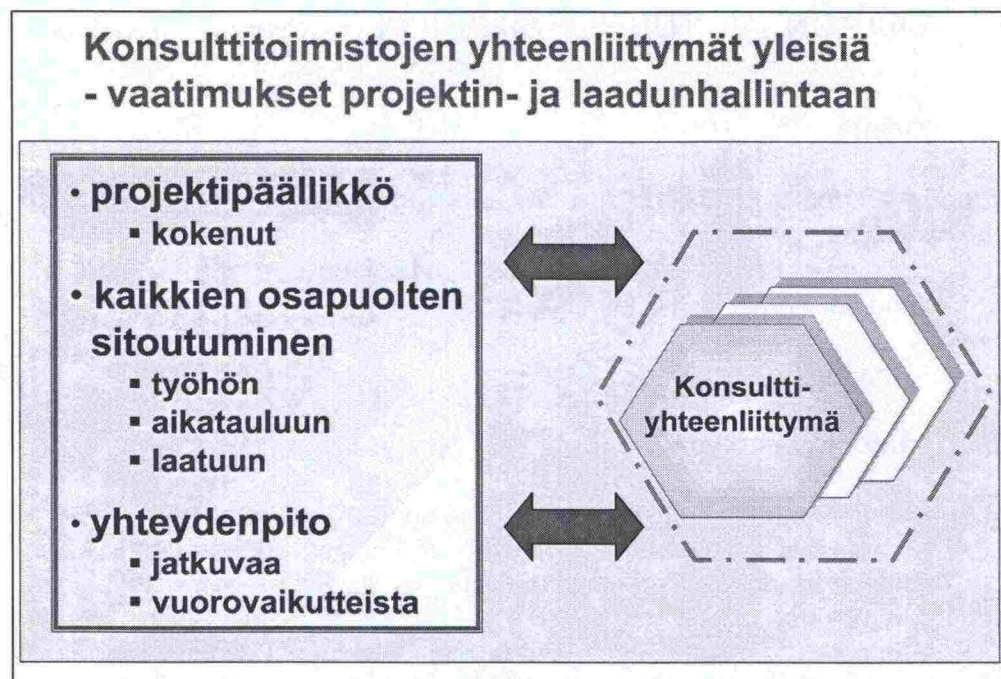 Konsulttitoimistojen yhteenliittymät yleisiä
- vaatimukset projektin- ja laadunhallintaan
• projektipäällikkö
▪ kokenut
• kaikkien osapuolten
sitoutuminen
▪ työhön
▪ aikatauluun
▪ laatuun
• yhteydenpito
▪ jatkuvaa
▪ vuorovaikutteista
Konsultti-
yhteenliittymä